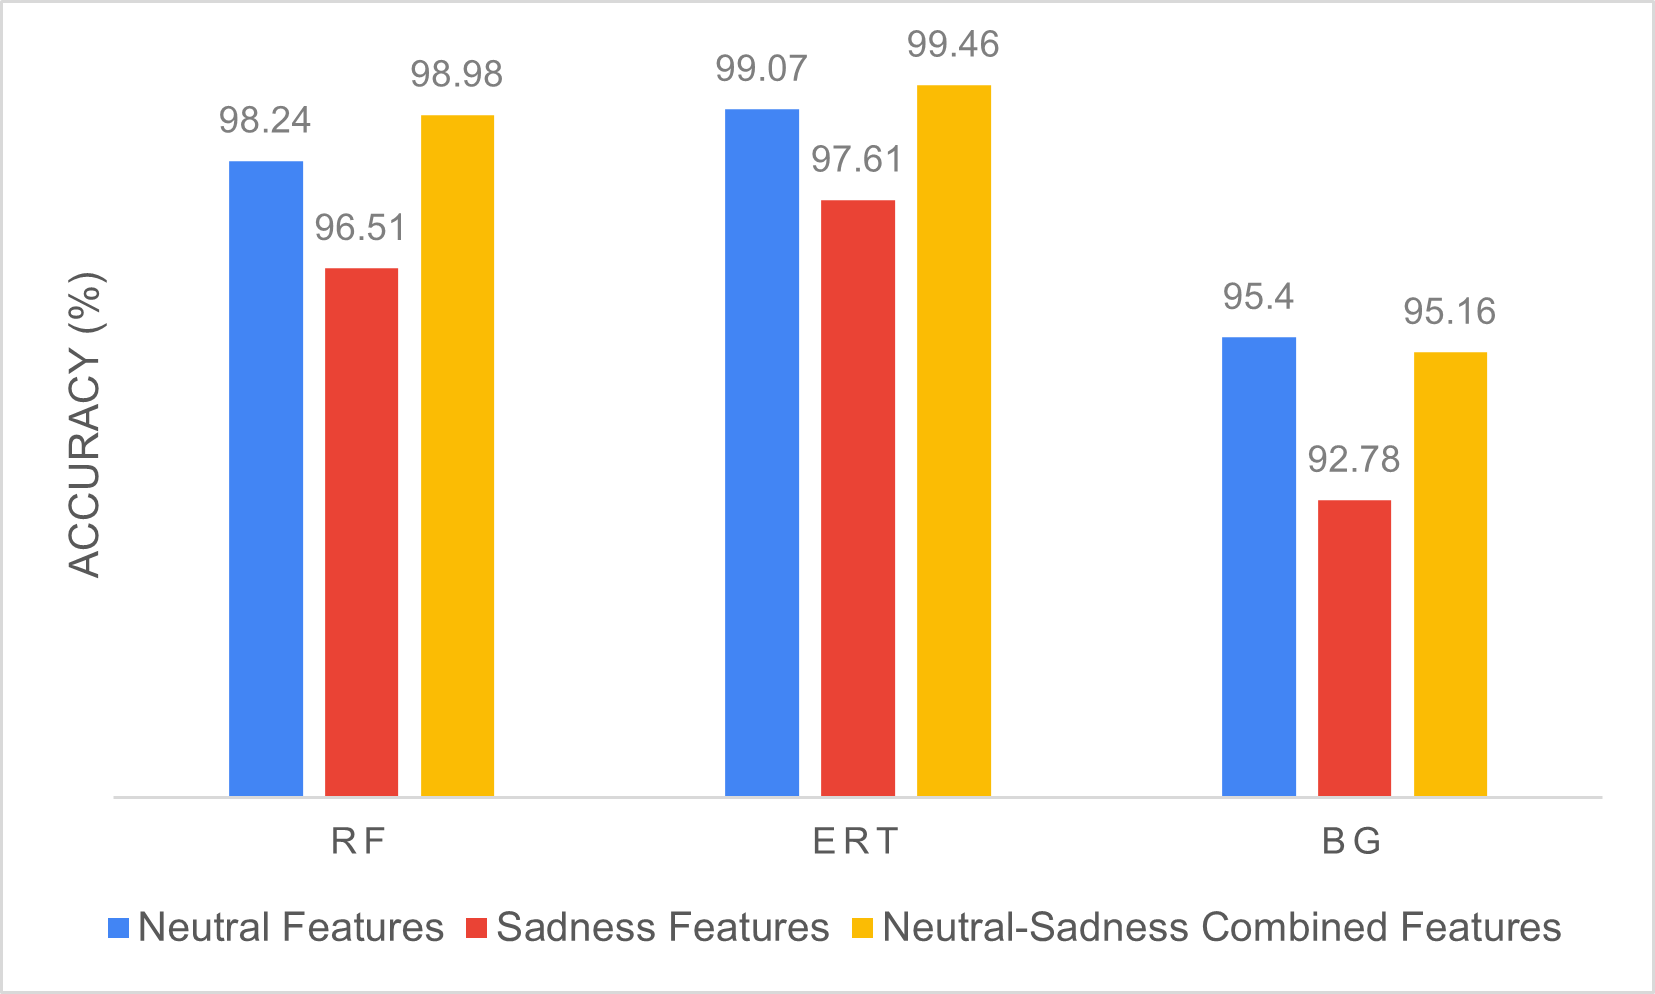 ACCURACY (%)
98.24
96.51
98.98
99.07
97.61
99.46
95.4
92.78
95.16
RF
ERT
BG
Neutral Features
Sadness Features
Neutral-Sadness Combined Features